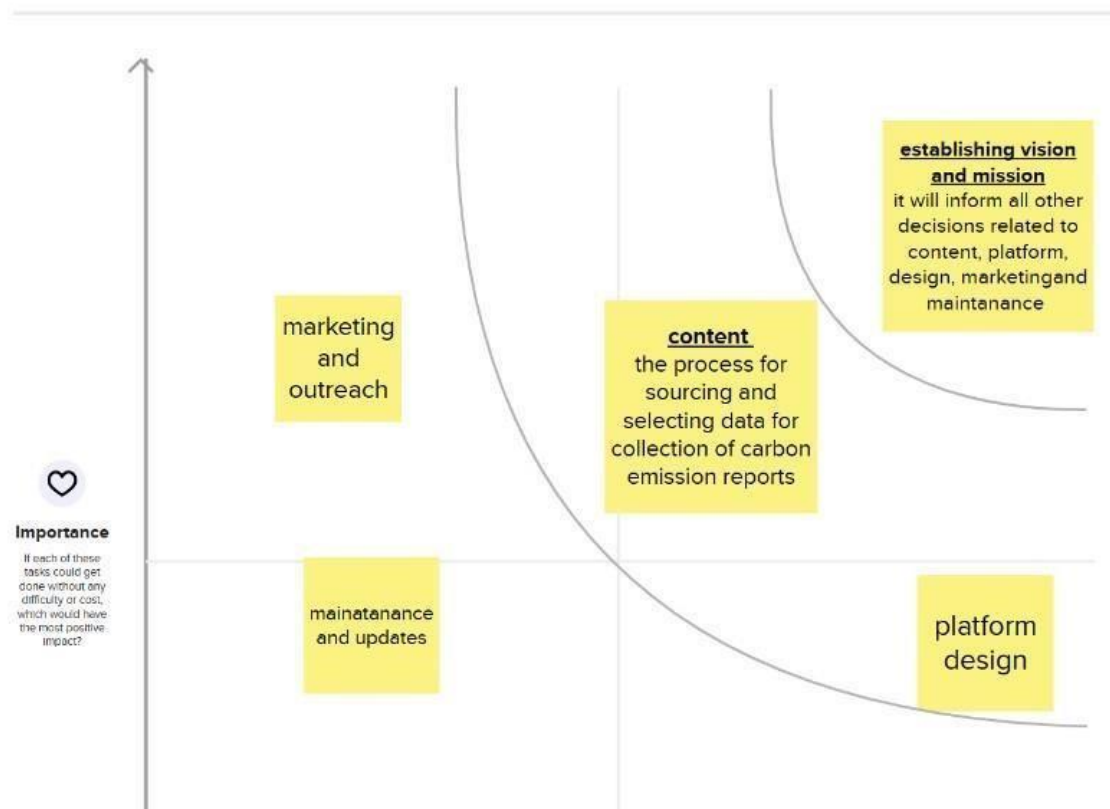 establishing vision
and mission
it will inform all other
decisions related to
content, platform,
design, marketingand
maintanance
marketing
and
outreach
content
the process for
sourcing and
selecting data for
collection of carbon
emission reports
Importance
If each of these
tasks could get
done without any
difficulty or cost,
which would have
the most positive
impact?
mainatanance
and updates
platform
design